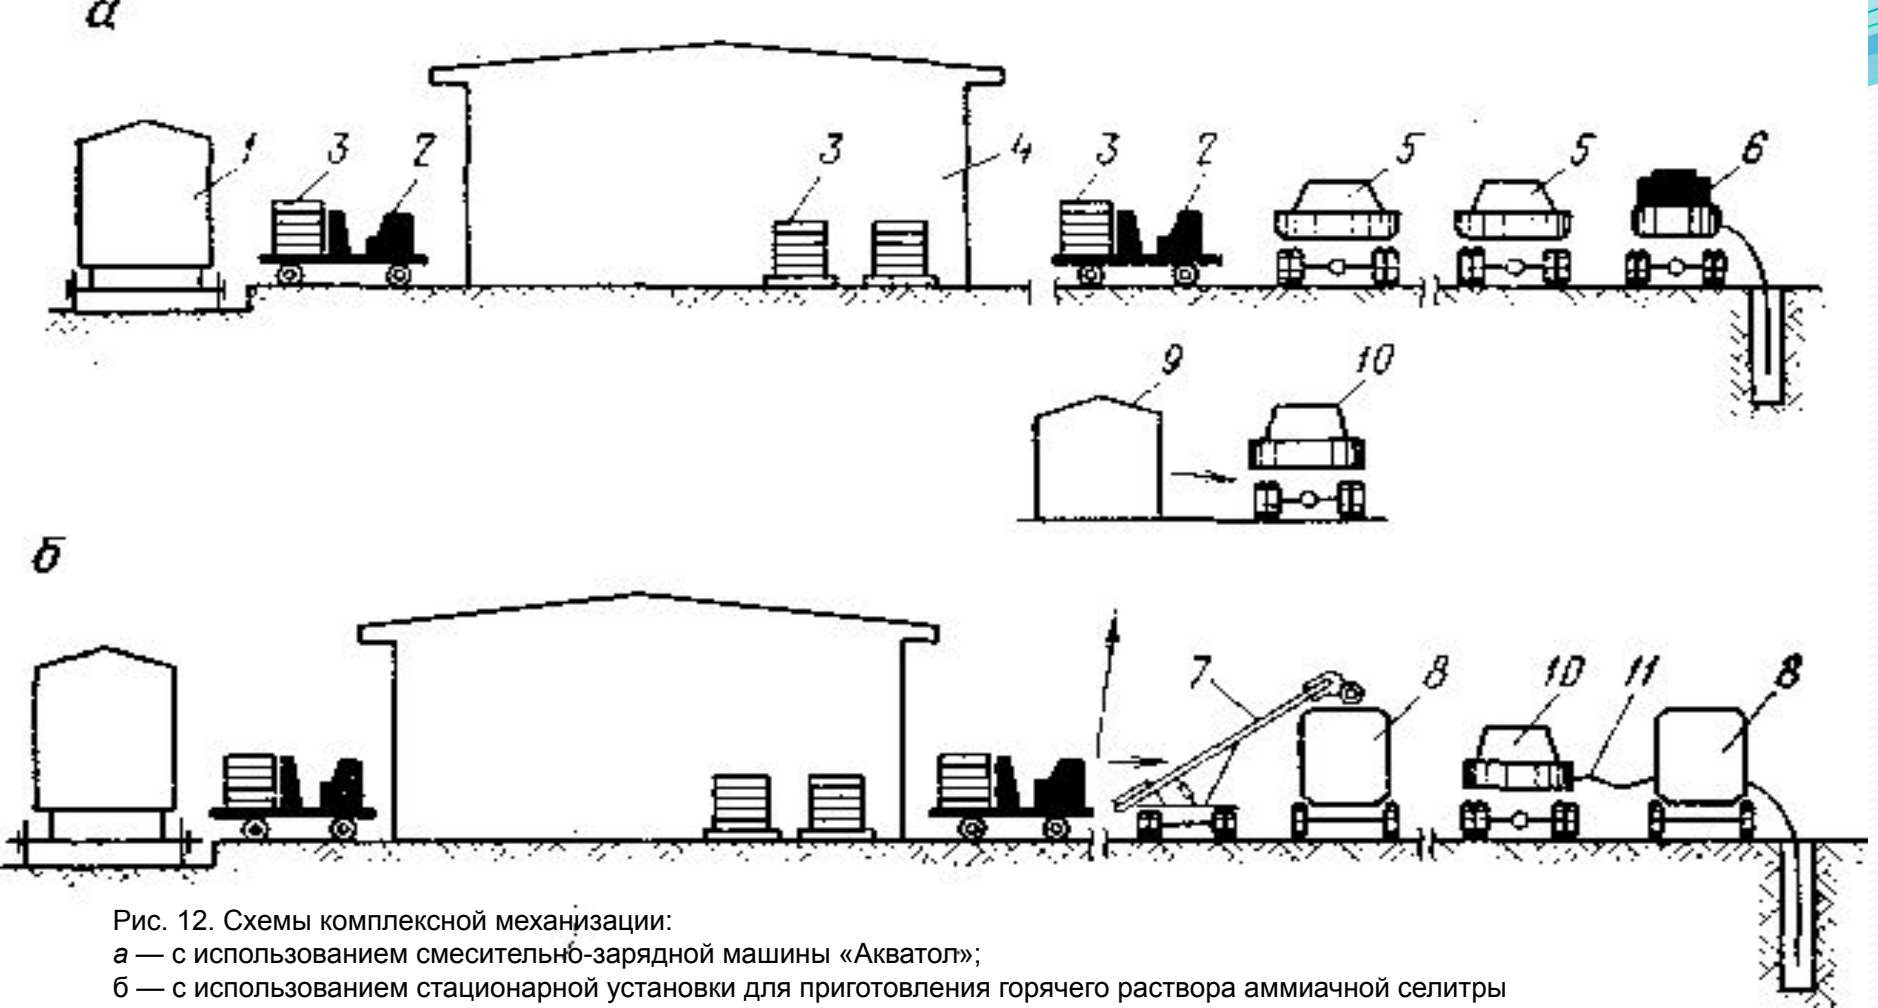 а
1 3 2 3 4 3 2 5 5 6
9 10
б
7 8 10 11 8
Рис. 12. Схемы комплексной механизации:
а — с использованием смесительно-зарядной машины «Акватол»;
б — с использованием стационарной установки для приготовления горячего раствора аммиачной селитры